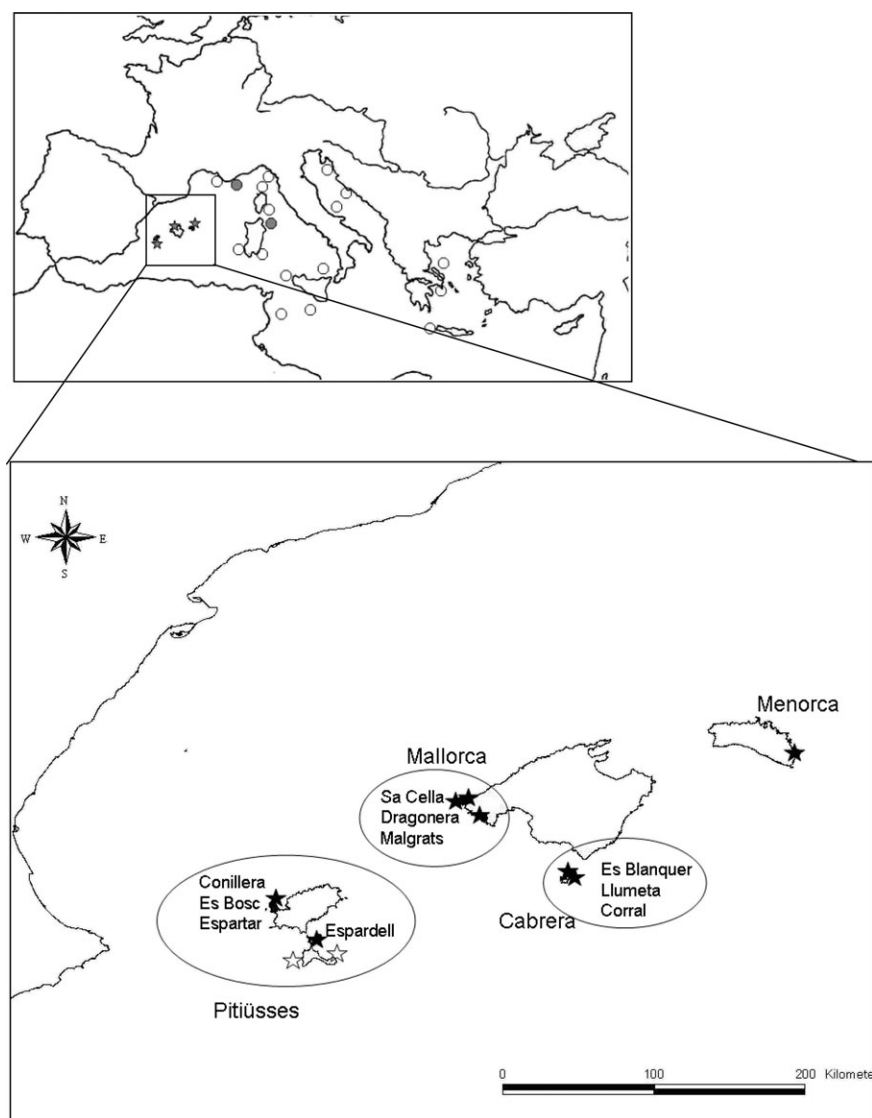 N
W E
S
Menorca
Mallorca
Sa Cella
Dragonera
Malgrats
Es Blanquer
Llumeta
Corral
Cabrera
Conillera
Es Bosc
Espartar
Espardell
Pitiüsses
0 100 200 Kilomete